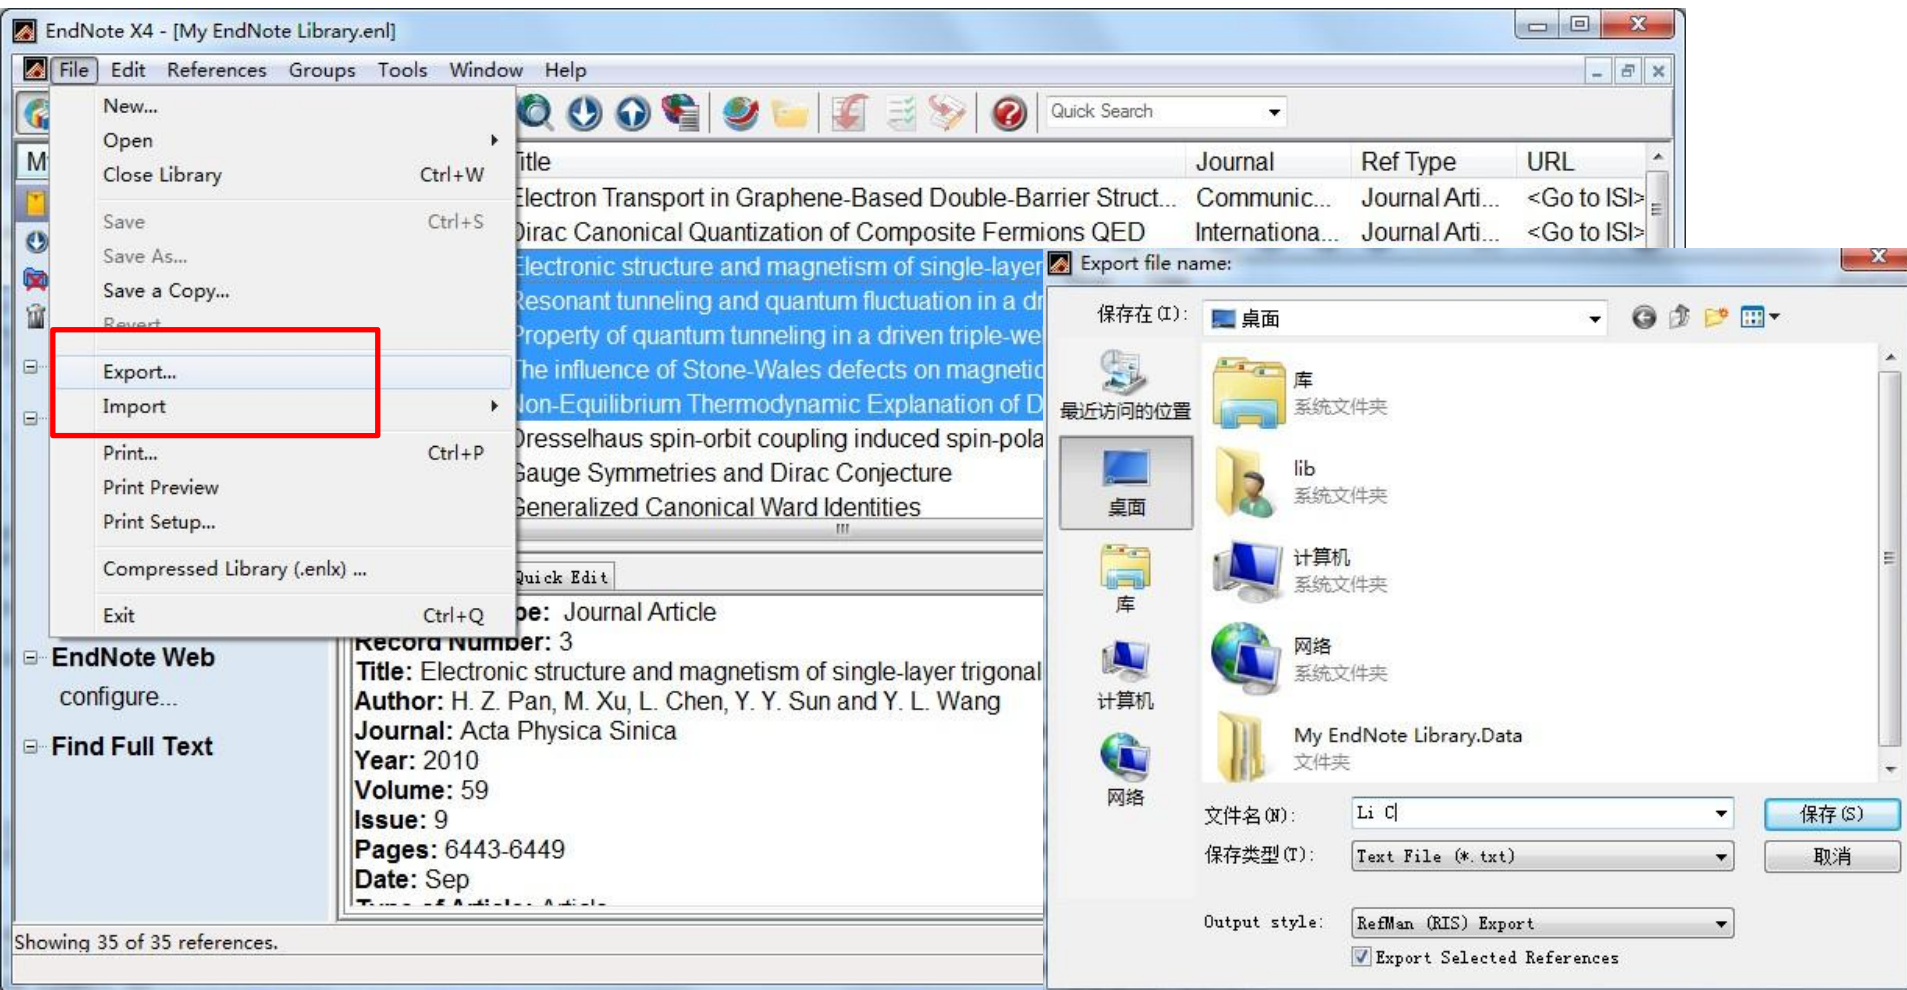 EndNote X4 - [My EndNote Library.enl]
File Edit References Groups Tools Window Help
New...
Open
Close Library Ctrl+W
Save Ctrl+S
Save As...
Save a Copy...
Revert
Export...
Import
Print... Ctrl+P
Print Preview
Print Setup...
Compressed Library (.enlx) ...
Exit Ctrl+Q
Quick Search
Journal Ref Type URL
Electron Transport in Graphene-Based Double-Barrier Struct... Communic... Journal Arti... <Go to ISI>
Dirac Canonical Quantization of Composite Fermions QED Internationa... Journal Arti... <Go to ISI>
Electronic structure and magnetism of single-layer
Resonant tunneling and quantum fluctuation in a dr
Property of quantum tunneling in a driven triple-we
The influence of Stone-Wales defects on magnetic
Non-Equilibrium Thermodynamic Explanation of D
Dresselhaus spin-orbit coupling induced spin-pola
Gauge Symmetries and Dirac Conjecture
Generalized Canonical Ward Identities
Quick Edit
pe: Journal Article
Record Number: 3
Title: Electronic structure and magnetism of single-layer trigonal
Author: H. Z. Pan, M. Xu, L. Chen, Y. Y. Sun and Y. L. Wang
Journal: Acta Physica Sinica
Year: 2010
Volume: 59
Issue: 9
Pages: 6443-6449
Date: Sep
Type of Article: Article
EndNote Web
configure...
Find Full Text
Showing 35 of 35 references.
Export file name:
保存在(I): 桌面
最近访问的位置
桌面
库
计算机
网络
库
系统文件夹
lib
系统文件夹
计算机
系统文件夹
网络
系统文件夹
My EndNote Library.Data
文件夹
文件名(N): Li C 保存(S)
保存类型(T): Text File (*.txt) 取消
Output style: RefMan (RIS) Export
Export Selected References